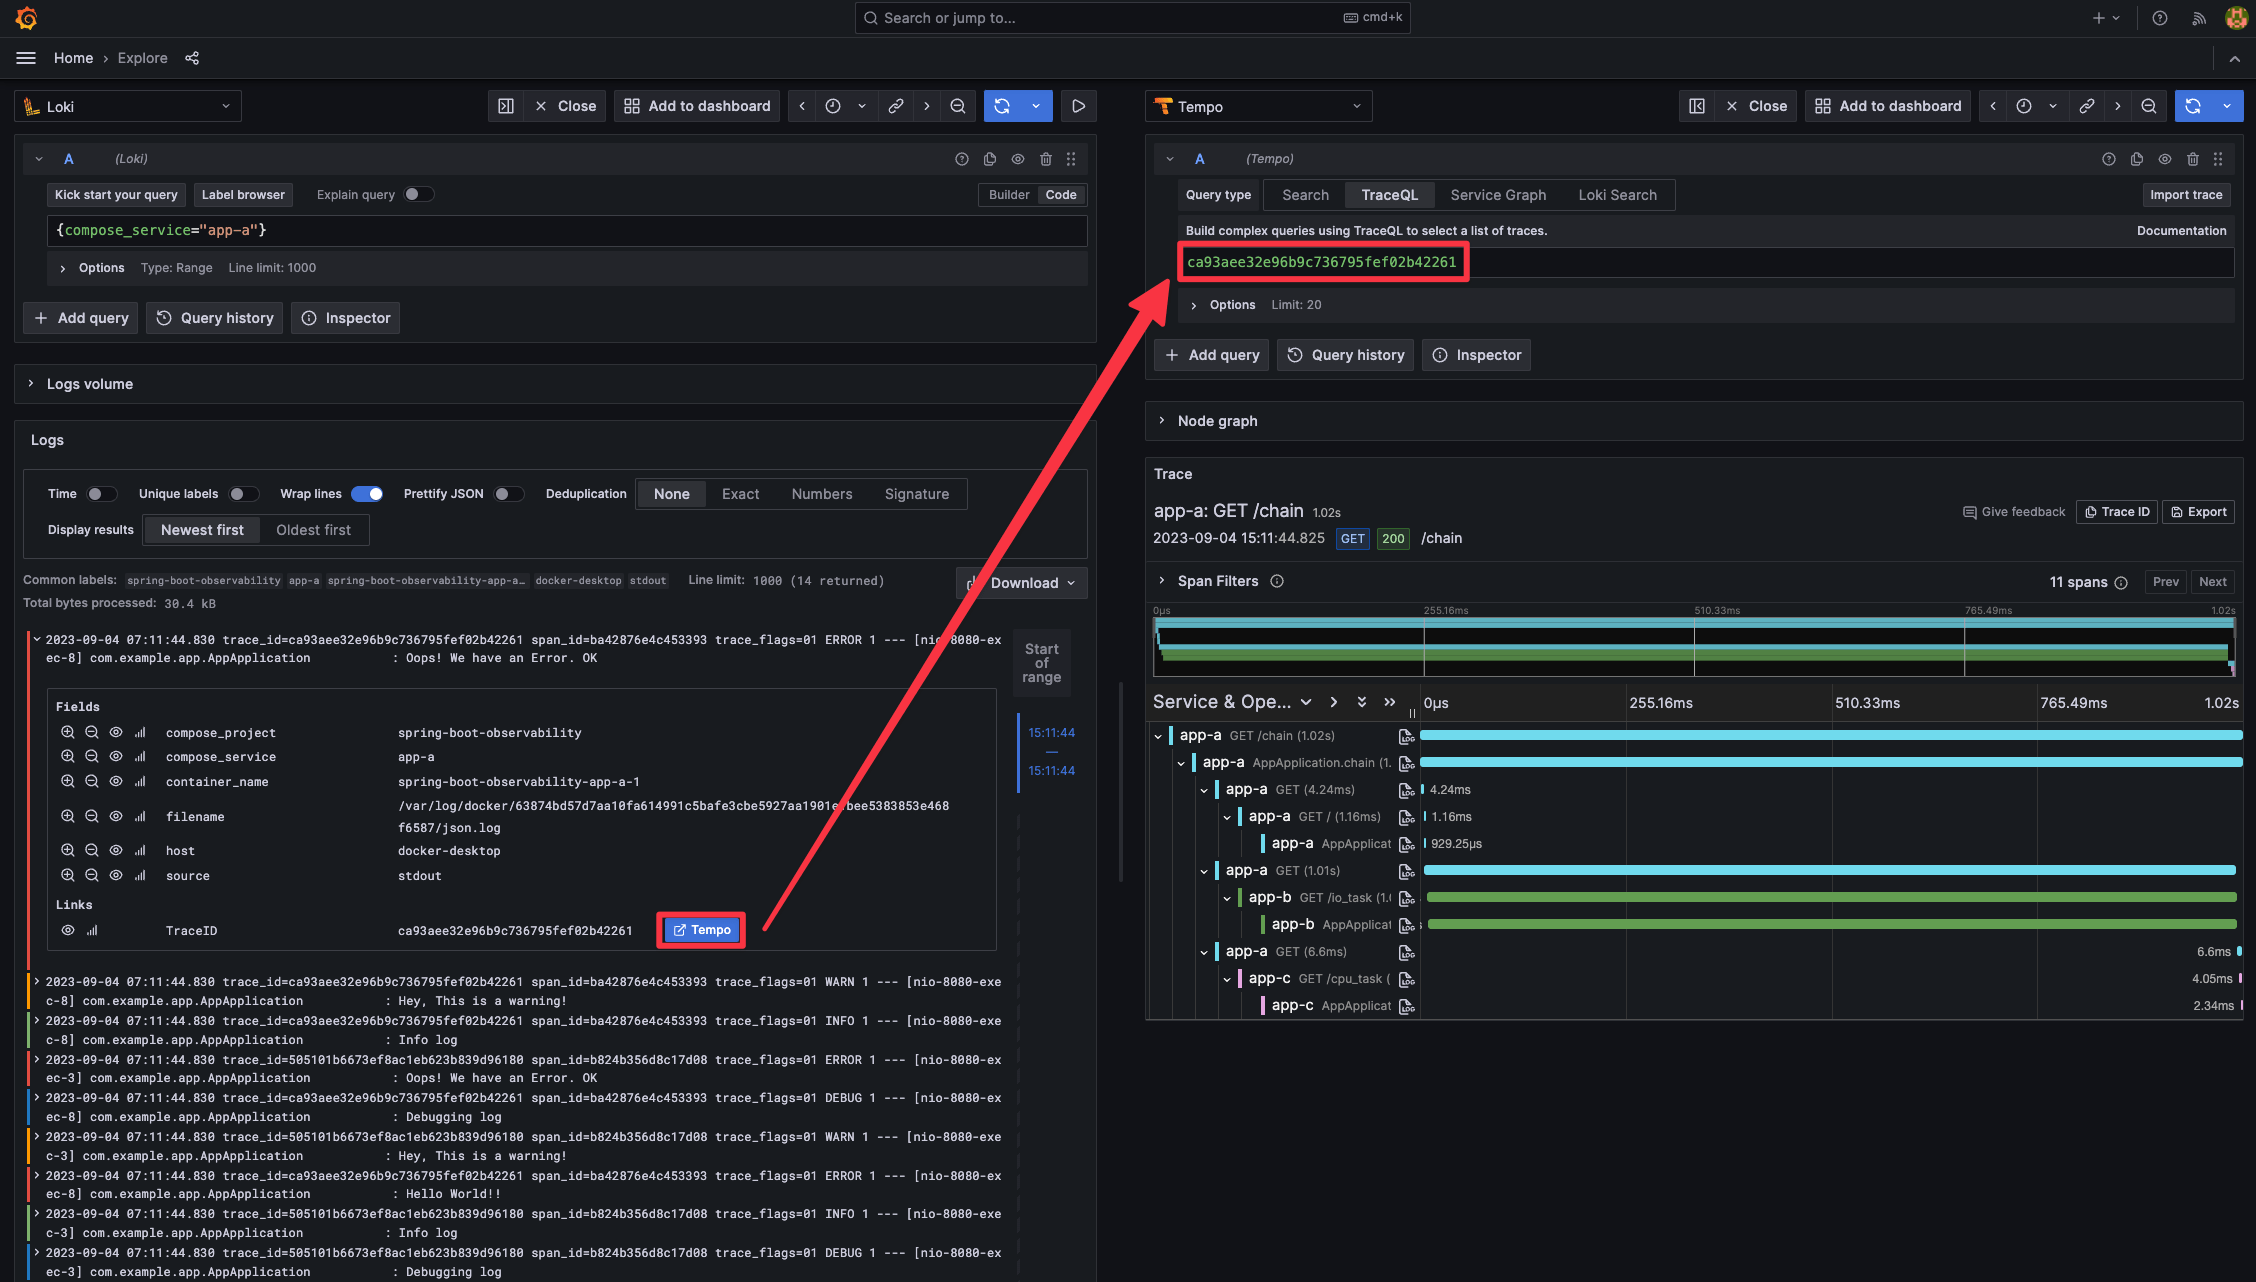 Search or jump to... cmd+k
Home › Explore
Loki
Close
Add to dashboard
A (Loki)
Kick start your query Label browser Explain query Builder Code
{compose_service="app-a"}
Options Type: Range Line limit: 1000
+ Add query Query history Inspector
Logs volume
Logs
Time Unique labels Wrap lines Prettify JSON Deduplication None Exact Numbers Signature
Display results Newest first Oldest first
Common labels: spring-boot-observability app-a spring-boot-observability-app-a… docker-desktop stdout Line limit: 1000 (14 returned)
Download
Total bytes processed: 30.4 kB
2023-09-04 07:11:44.830 trace_id=ca93aee32e96b9c736795fef02b42261 span_id=ba42876e4c453393 trace_flags=01 ERROR 1 --- [nio-8080-ex
ec-8] com.example.app.AppApplication : Oops! We have an Error. OK
Start
of
range
15:11:44
—
15:11:44
Fields
compose_project spring-boot-observability
compose_service app-a
container_name spring-boot-observability-app-a-1
filename
host docker-desktop
source stdout
Links
TraceID ca93aee32e96b9c736795fef02b42261 Tempo
2023-09-04 07:11:44.830 trace_id=ca93aee32e96b9c736795fef02b42261 span_id=ba42876e4c453393 trace_flags=01 WARN 1 --- [nio-8080-exe
c-8] com.example.app.AppApplication : Hey, This is a warning!
2023-09-04 07:11:44.830 trace_id=ca93aee32e96b9c736795fef02b42261 span_id=ba42876e4c453393 trace_flags=01 INFO 1 --- [nio-8080-exe
c-8] com.example.app.AppApplication : Info log
2023-09-04 07:11:44.830 trace_id=505101b6673ef8ac1eb623b839d96180 span_id=b824b356d8c17d08 trace_flags=01 ERROR 1 --- [nio-8080-ex
ec-3] com.example.app.AppApplication : Oops! We have an Error. OK
2023-09-04 07:11:44.830 trace_id=ca93aee32e96b9c736795fef02b42261 span_id=ba42876e4c453393 trace_flags=01 DEBUG 1 --- [nio-8080-ex
ec-8] com.example.app.AppApplication : Debugging log
2023-09-04 07:11:44.830 trace_id=505101b6673ef8ac1eb623b839d96180 span_id=b824b356d8c17d08 trace_flags=01 WARN 1 --- [nio-8080-exe
c-3] com.example.app.AppApplication : Hey, This is a warning!
2023-09-04 07:11:44.830 trace_id=ca93aee32e96b9c736795fef02b42261 span_id=ba42876e4c453393 trace_flags=01 ERROR 1 --- [nio-8080-ex
ec-8] com.example.app.AppApplication : Hello World!!
2023-09-04 07:11:44.830 trace_id=505101b6673ef8ac1eb623b839d96180 span_id=b824b356d8c17d08 trace_flags=01 INFO 1 --- [nio-8080-exe
c-3] com.example.app.AppApplication : Info log
2023-09-04 07:11:44.830 trace_id=505101b6673ef8ac1eb623b839d96180 span_id=b824b356d8c17d08 trace_flags=01 DEBUG 1 --- [nio-8080-ex
ec-3] com.example.app.AppApplication : Debugging log
Tempo
Close
Add to dashboard
A (Tempo)
Query type Search TraceQL Service Graph Loki Search Import trace
Build complex queries using TraceQL to select a list of traces. Documentation
ca93aee32e96b9c736795fef02b42261
Options Limit: 20
+ Add query Query history Inspector
Node graph
Trace
app-a: GET /chain 1.02s
Give feedback Trace ID Export
2023-09-04 15:11:44.825 GET 200 /chain
Span Filters 11 spans Prev Next
0µs 255.16ms 510.33ms 765.49ms 1.02s
Service & Ope... 0µs 255.16ms 510.33ms 765.49ms 1.02s
app-a GET /chain (1.02s)
app-a AppApplication.chain (1.
app-a GET (4.24ms) 4.24ms
app-a GET / (1.16ms) 1.16ms
app-a AppApplicat 929.25µs
app-a GET (1.01s)
app-b GET /io_task (1.
app-b AppApplicat
app-a GET (6.6ms) 6.6ms
app-c GET /cpu_task ( 4.05ms
app-c AppApplicat 2.34ms